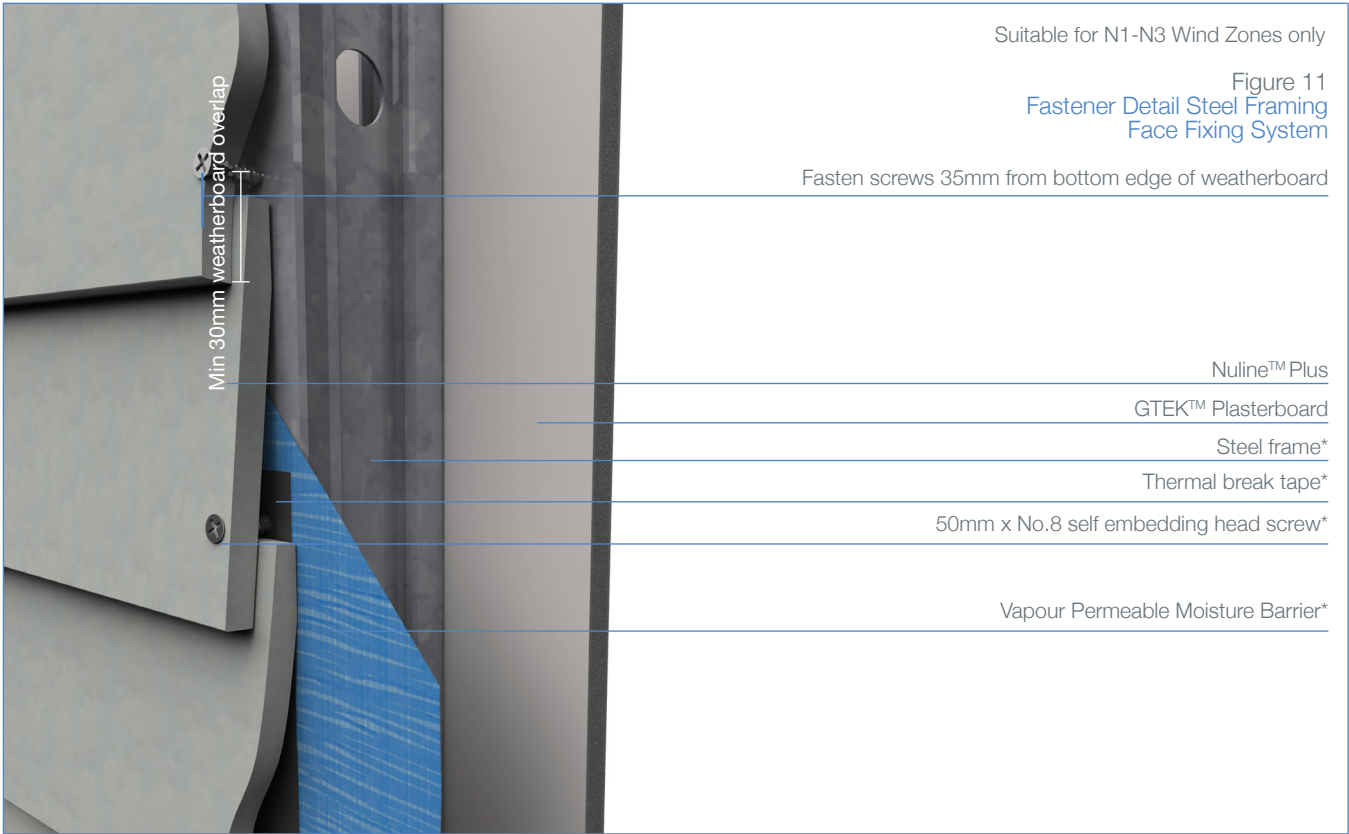 Suitable for N1-N3 Wind Zones only
Figure 11
Fastener Detail Steel Framing
Face Fixing System
Min 30mm weatherboard overlap
Fasten screws 35mm from bottom edge of weatherboard
Nuline™ Plus
GTEK™ Plasterboard
Steel frame*
Thermal break tape*
50mm x No.8 self embedding head screw*
Vapour Permeable Moisture Barrier*